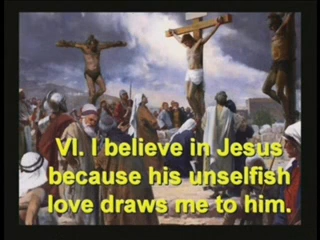 VI. I believe in Jesus
because his unselfish
love draws me to him.